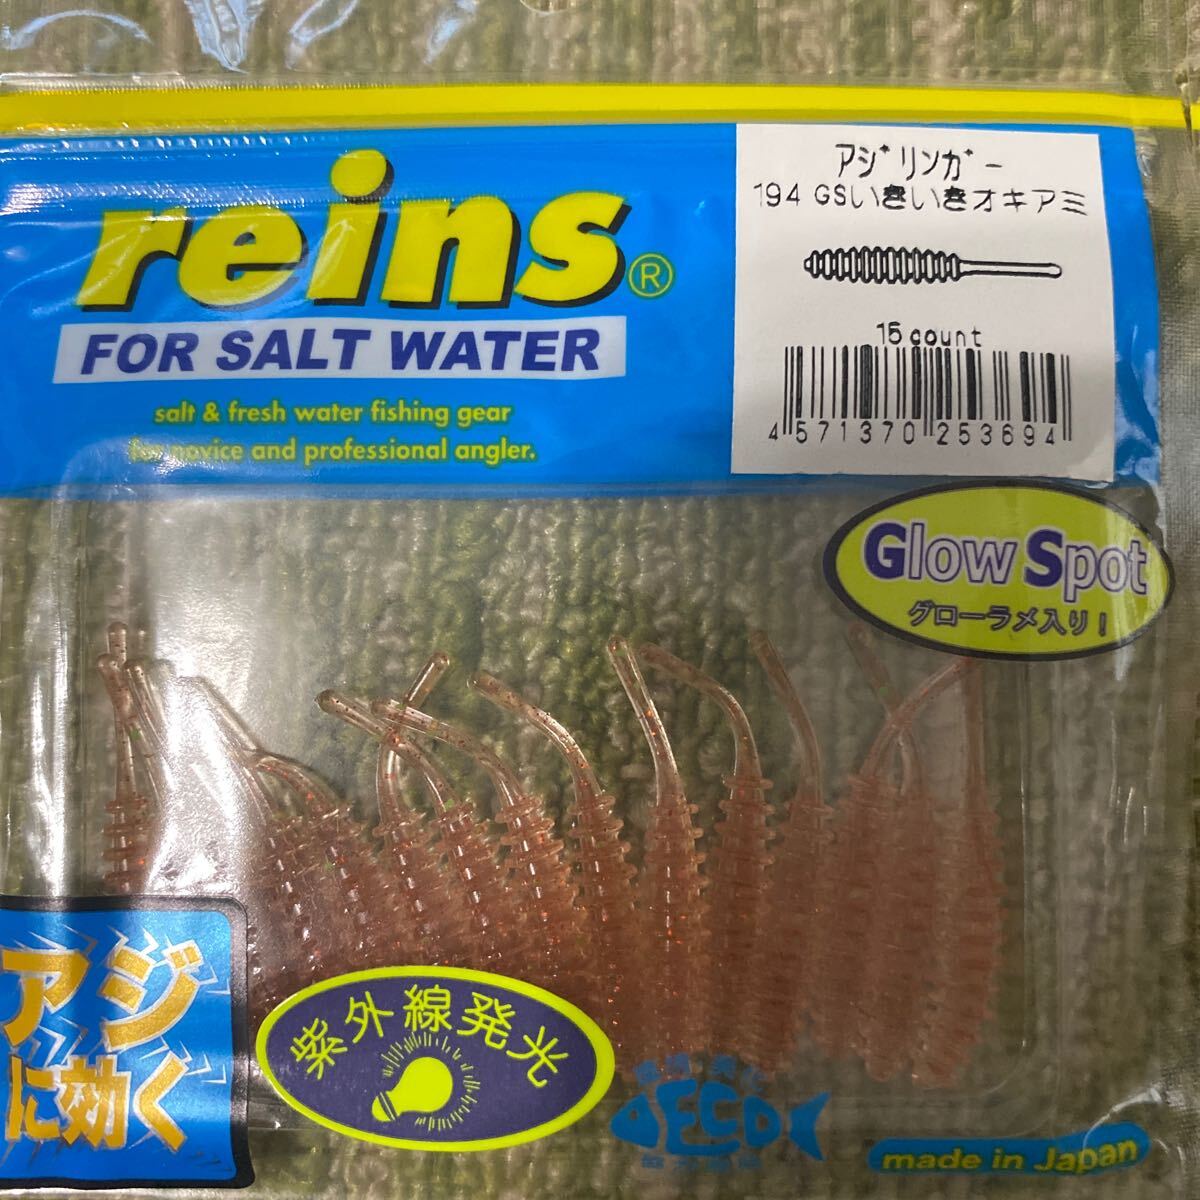 reins®
FOR SALT WATER
salt & fresh water fishing gear
for novice and professional angler.
アジリンガー
194 GSいきいきオキアミ
15 count
4 571370 253694
Glow Spot
グローラメ入り!
アジ
に効く
紫外線発光
ECO
made in Japan